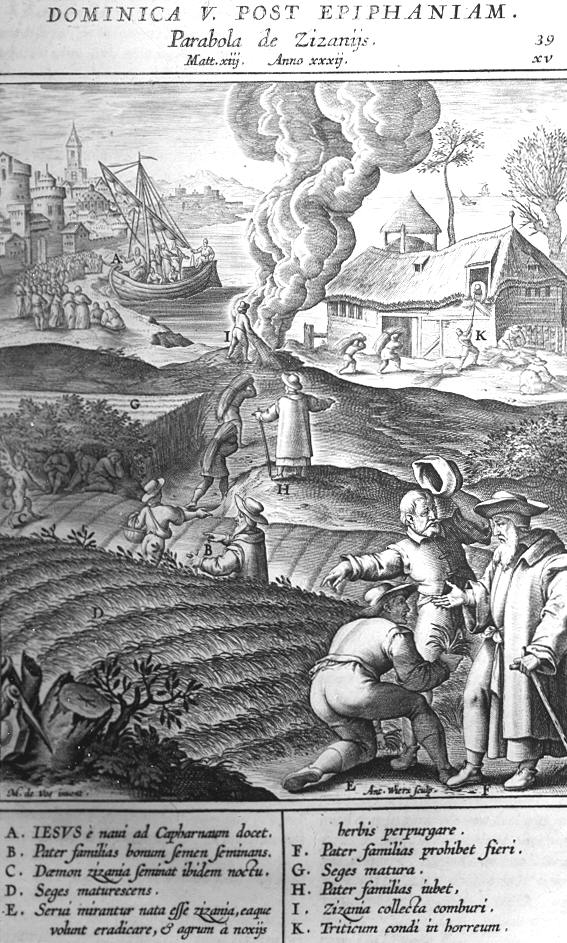 DOMINICA V. POST EPIPHANIAM.
Parabola de Zizanijs. 39
Matt. xiij. Anno xxxij. xv
A
I
K
G
H
B
D
E
F
M. de Vos invent.
Ant. Wierx sculp.
A. IESVS è naui ad Capharnaum docet.
B. Pater familias bonum semen seminans.
C. Dæmon zizania seminat ibidem noctu.
D. Seges maturescens.
E. Serui mirantur nata esse zizania, eaque
volunt eradicare, & agrum à noxijs
herbis perpurgare.
F. Pater familias prohibet fieri.
G. Seges matura.
H. Pater familias iubet,
I. Zizania collecta comburi.
K. Triticum condi in horreum.